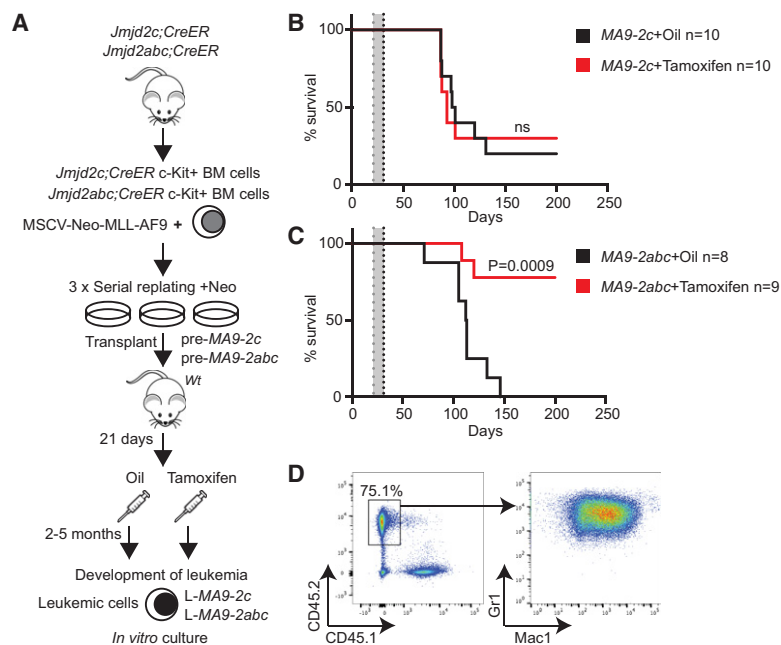 A
Jmjd2c;CreER
Jmjd2abc;CreER
Jmjd2c;CreER c-Kit+ BM cells
Jmjd2abc;CreER c-Kit+ BM cells
MSCV-Neo-MLL-AF9 +
3 x Serial replating +Neo
Transplant
pre-MA9-2c
pre-MA9-2abc
Wt
21 days
Oil
Tamoxifen
2-5 months
Development of leukemia
Leukemic cells
L-MA9-2c
L-MA9-2abc
In vitro culture
B
% survival
100
50
0
0 50 100 150 200 250
Days
ns
MA9-2c+Oil n=10
MA9-2c+Tamoxifen n=10
C
% survival
100
50
0
0 50 100 150 200 250
Days
P=0.0009
MA9-2abc+Oil n=8
MA9-2abc+Tamoxifen n=9
D
75.1%
CD45.2
CD45.1
Gr1
Mac1